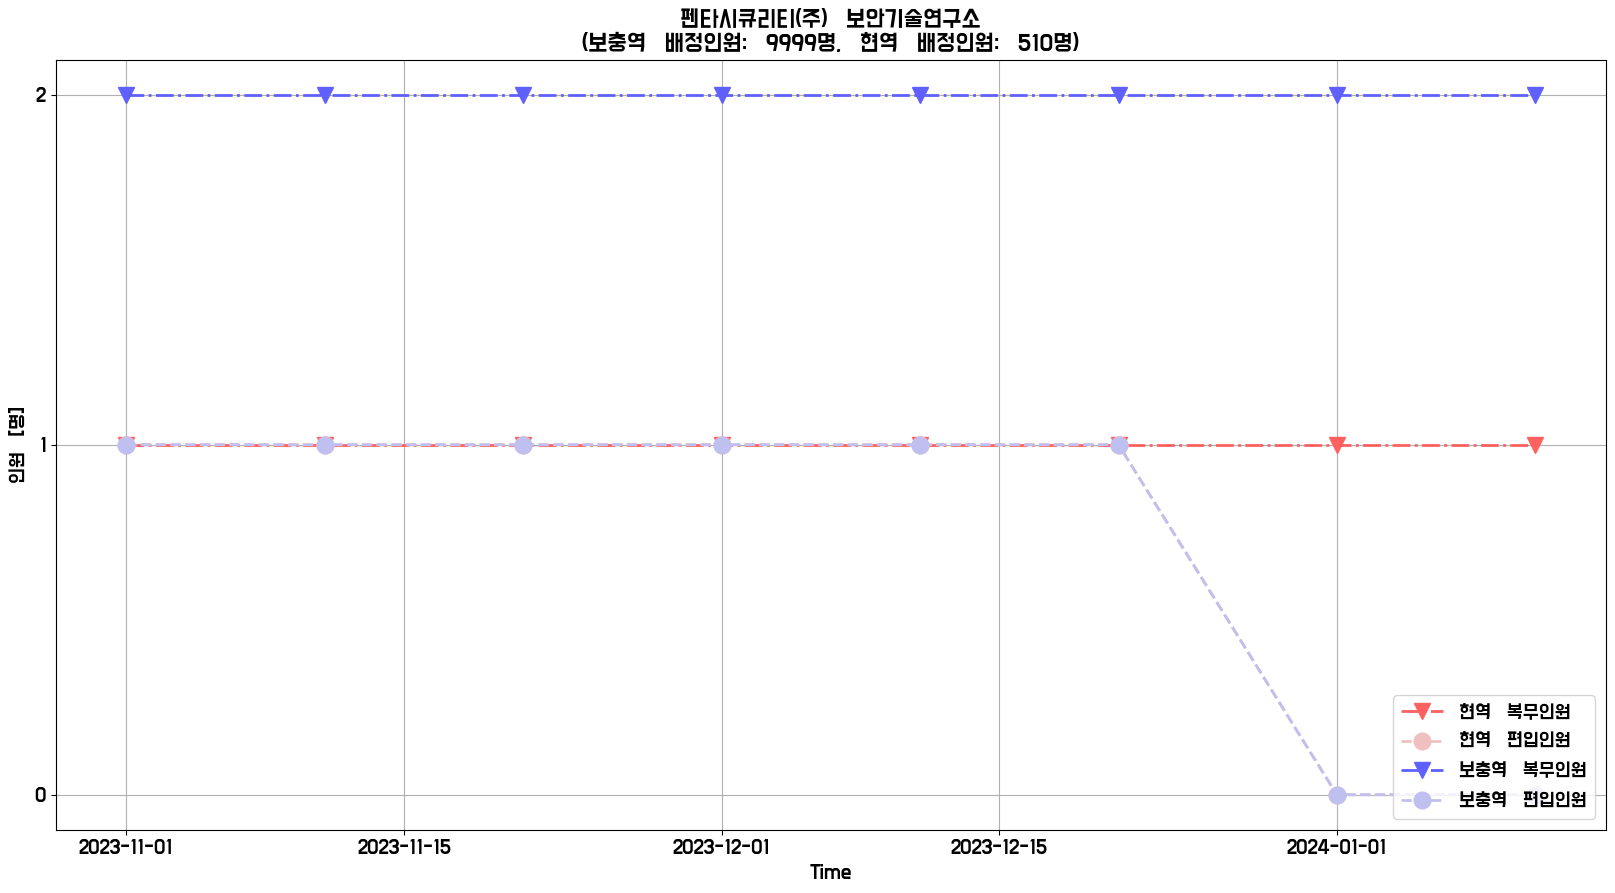 펜타시큐리티(주) 보안기술연구소
(보충역 배정인원: 9999명, 현역 배정인원: 510명)
2
1
0
인원 [명]
2023-11-01
2023-11-15
2023-12-01
2023-12-15
2024-01-01
Time
현역 복무인원
현역 편입인원
보충역 복무인원
보충역 편입인원